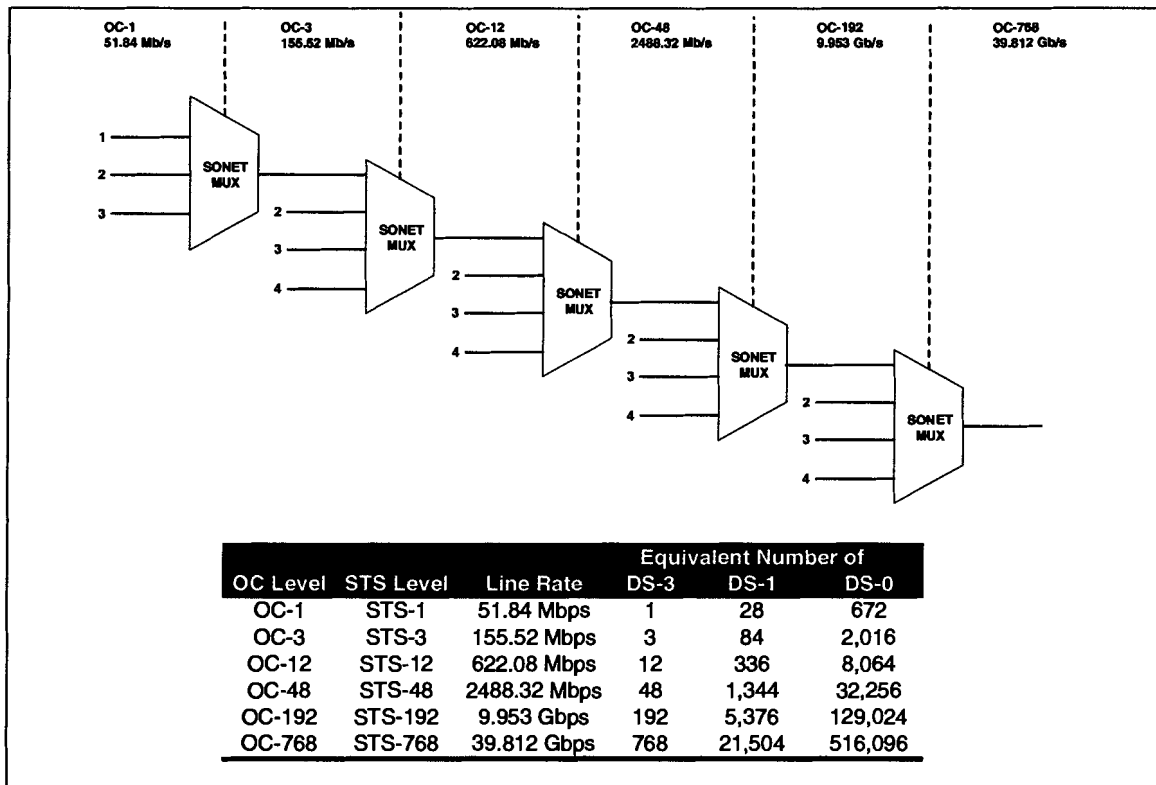 OC-1 OC-3 OC-12 OC-48 OC-192 OC-768
51.84 Mb/s 155.52 Mb/s 622.08 Mb/s 2488.32 Mb/s 9.953 Gb/s 39.812 Gb/s
1
2
3
SONET
MUX
2
3
4
SONET
MUX
2
3
4
SONET
MUX
2
3
4
SONET
MUX
2
3
4
SONET
MUX
Equivalent Number of
OC Level STS Level Line Rate DS-3 DS-1 DS-0
OC-1 STS-1 51.84 Mbps 1 28 672
OC-3 STS-3 155.52 Mbps 3 84 2,016
OC-12 STS-12 622.08 Mbps 12 336 8,064
OC-48 STS-48 2488.32 Mbps 48 1,344 32,256
OC-192 STS-192 9.953 Gbps 192 5,376 129,024
OC-768 STS-768 39.812 Gbps 768 21,504 516,096